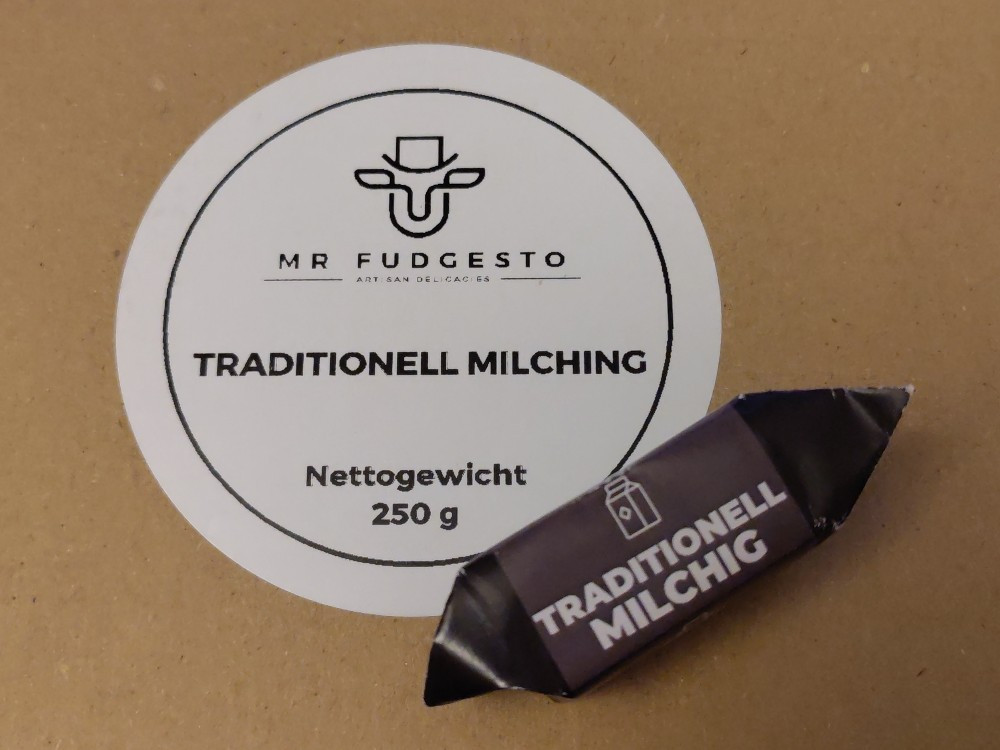 MR FUDGESTO
ARTISAN DELICACIES
TRADITIONELL MILCHING
Nettogewicht
250 g
TRADITIONELL
MILCHIG